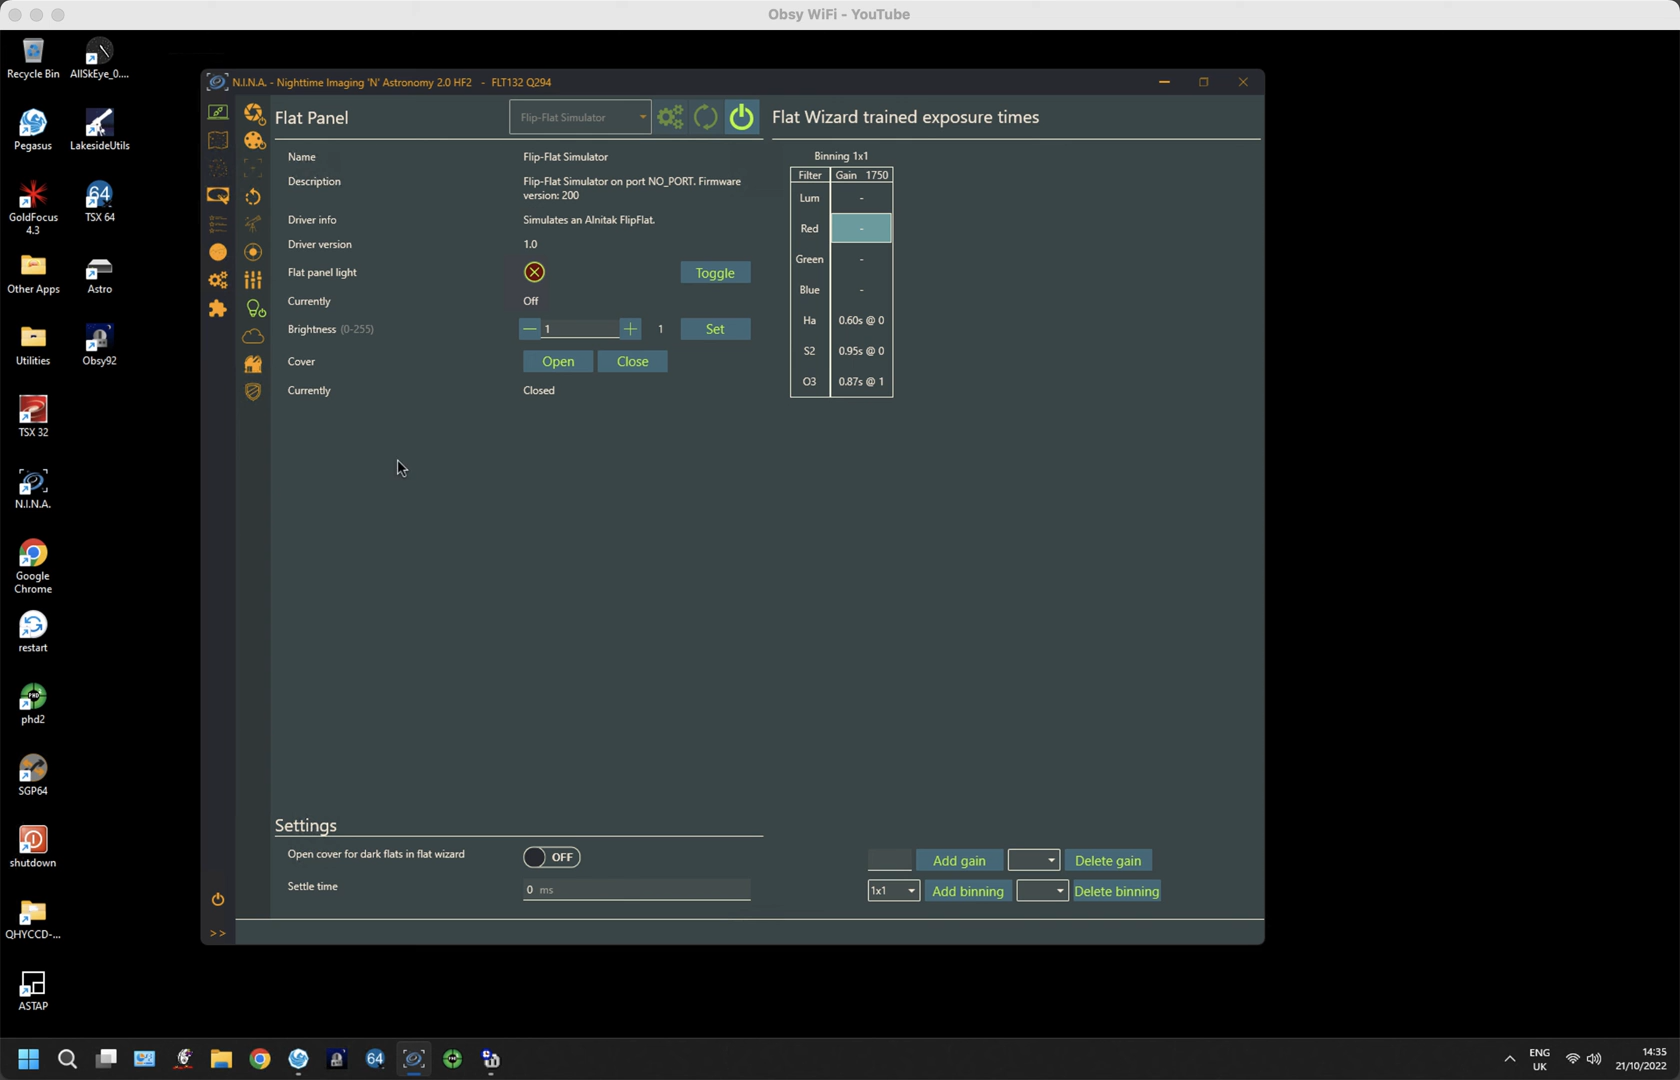 Obsy WiFi - YouTube
Recycle Bin
AllSkEye_0....
Pegasus
LakesideUtils
GoldFocus
4.3
64
TSX 64
Other Apps
Astro
Utilities
Obsy92
TSX 32
N.I.N.A.
Google
Chrome
restart
PHD
phd2
SGP64
shutdown
QHYCCD-...
ASTAP
N.I.N.A. - Nighttime Imaging 'N' Astronomy 2.0 HF2 - FLT132 Q294
Flat Panel
Flip-Flat Simulator
Name
Flip-Flat Simulator
Description
Flip-Flat Simulator on port NO_PORT. Firmware
version: 200
Driver info
Simulates an Alnitak FlipFlat.
Driver version
1.0
Flat panel light
Toggle
Currently
Off
Brightness (0-255)
1
1
Set
Cover
Open
Close
Currently
Closed
Flat Wizard trained exposure times
Binning 1x1
Filter Gain 1750
Lum -
Red -
Green -
Blue -
Ha 0.60s @ 0
S2 0.95s @ 0
O3 0.87s @ 1
Settings
Open cover for dark flats in flat wizard
OFF
Settle time
0 ms
Add gain
Delete gain
1x1
Add binning
Delete binning
>>
64
ENG
UK
14:35
21/10/2022